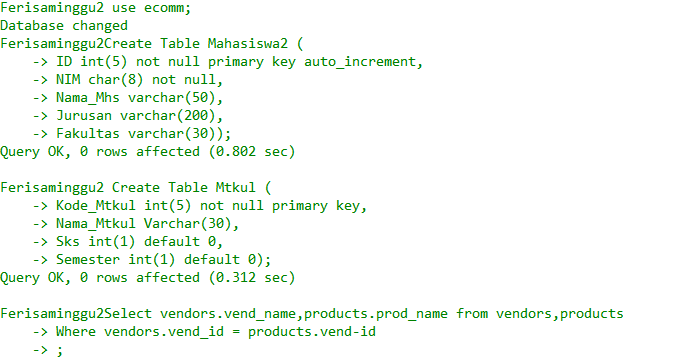 Ferisaminggu2 use ecomm;
Database changed
Ferisaminggu2Create Table Mahasiswa2 (
    -> ID int(5) not null primary key auto_increment,
    -> NIM char(8) not null,
    -> Nama_Mhs varchar(50),
    -> Jurusan varchar(200),
    -> Fakultas varchar(30));
Query OK, 0 rows affected (0.802 sec)

Ferisaminggu2 Create Table Mtkul (
    -> Kode_Mtkul int(5) not null primary key,
    -> Nama_Mtkul Varchar(30),
    -> Sks int(1) default 0,
    -> Semester int(1) default 0);
Query OK, 0 rows affected (0.312 sec)

Ferisaminggu2Select vendors.vend_name,products.prod_name from vendors,products
    -> Where vendors.vend_id = products.vend-id
    -> ;